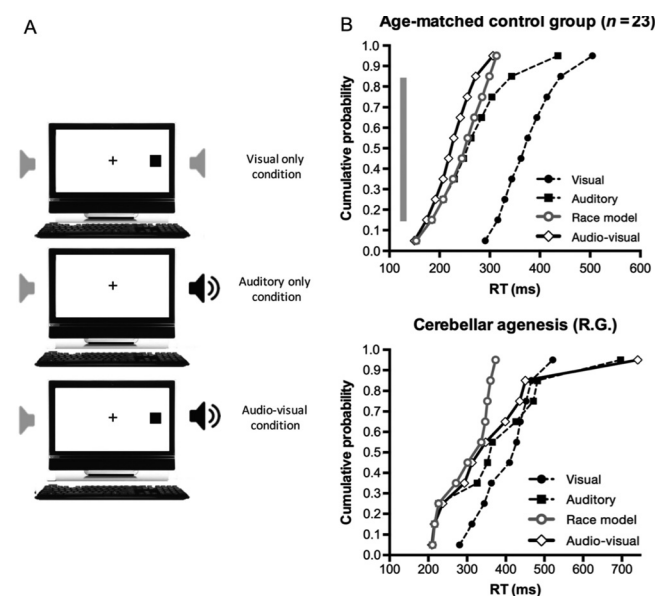 A
Visual only
condition
Auditory only
condition
Audio-visual
condition
B
Age-matched control group (n = 23)
Cumulative probability
1.0
0.9
0.8
0.7
0.6
0.5
0.4
0.3
0.2
0.1
0.0
Visual
Auditory
Race model
Audio-visual
100 200 300 400 500 600
RT (ms)
Cerebellar agenesis (R.G.)
Cumulative probability
1.0
0.9
0.8
0.7
0.6
0.5
0.4
0.3
0.2
0.1
0.0
Visual
Auditory
Race model
Audio-visual
100 200 300 400 500 600 700
RT (ms)